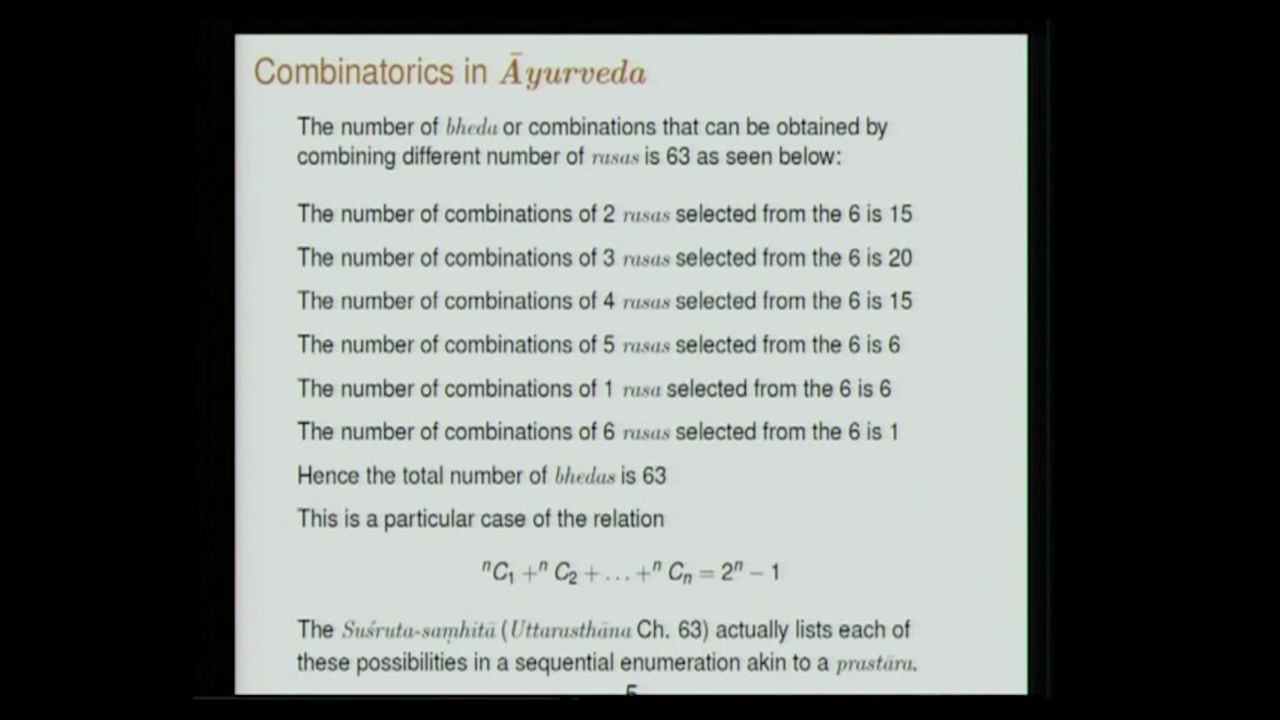 Combinatorics in Āyurveda
The number of bheda or combinations that can be obtained by
combining different number of rasas is 63 as seen below:
The number of combinations of 2 rasas selected from the 6 is 15
The number of combinations of 3 rasas selected from the 6 is 20
The number of combinations of 4 rasas selected from the 6 is 15
The number of combinations of 5 rasas selected from the 6 is 6
The number of combinations of 1 rasa selected from the 6 is 6
The number of combinations of 6 rasas selected from the 6 is 1
Hence the total number of bhedas is 63
This is a particular case of the relation
ⁿC₁ +ⁿ C₂ + ... +ⁿ Cₙ = 2ⁿ − 1
The Suśruta-saṃhitā (Uttarasthāna Ch. 63) actually lists each of
these possibilities in a sequential enumeration akin to a prastāra.